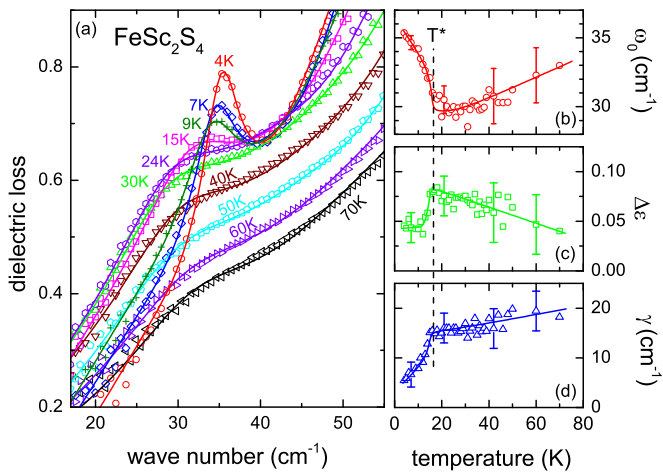 (a) FeSc₂S₄
4K
7K
9K
15K
24K
30K
40K
50K
60K
70K
0.8
0.6
0.4
0.2
dielectric loss
20 30 40 50
wave number (cm⁻¹)
T*
35
30
ω₀ (cm⁻¹)
(b)
0.10
0.05
0.00
Δε
(c)
20
10
0
γ (cm⁻¹)
(d)
0 20 40 60 80
temperature (K)